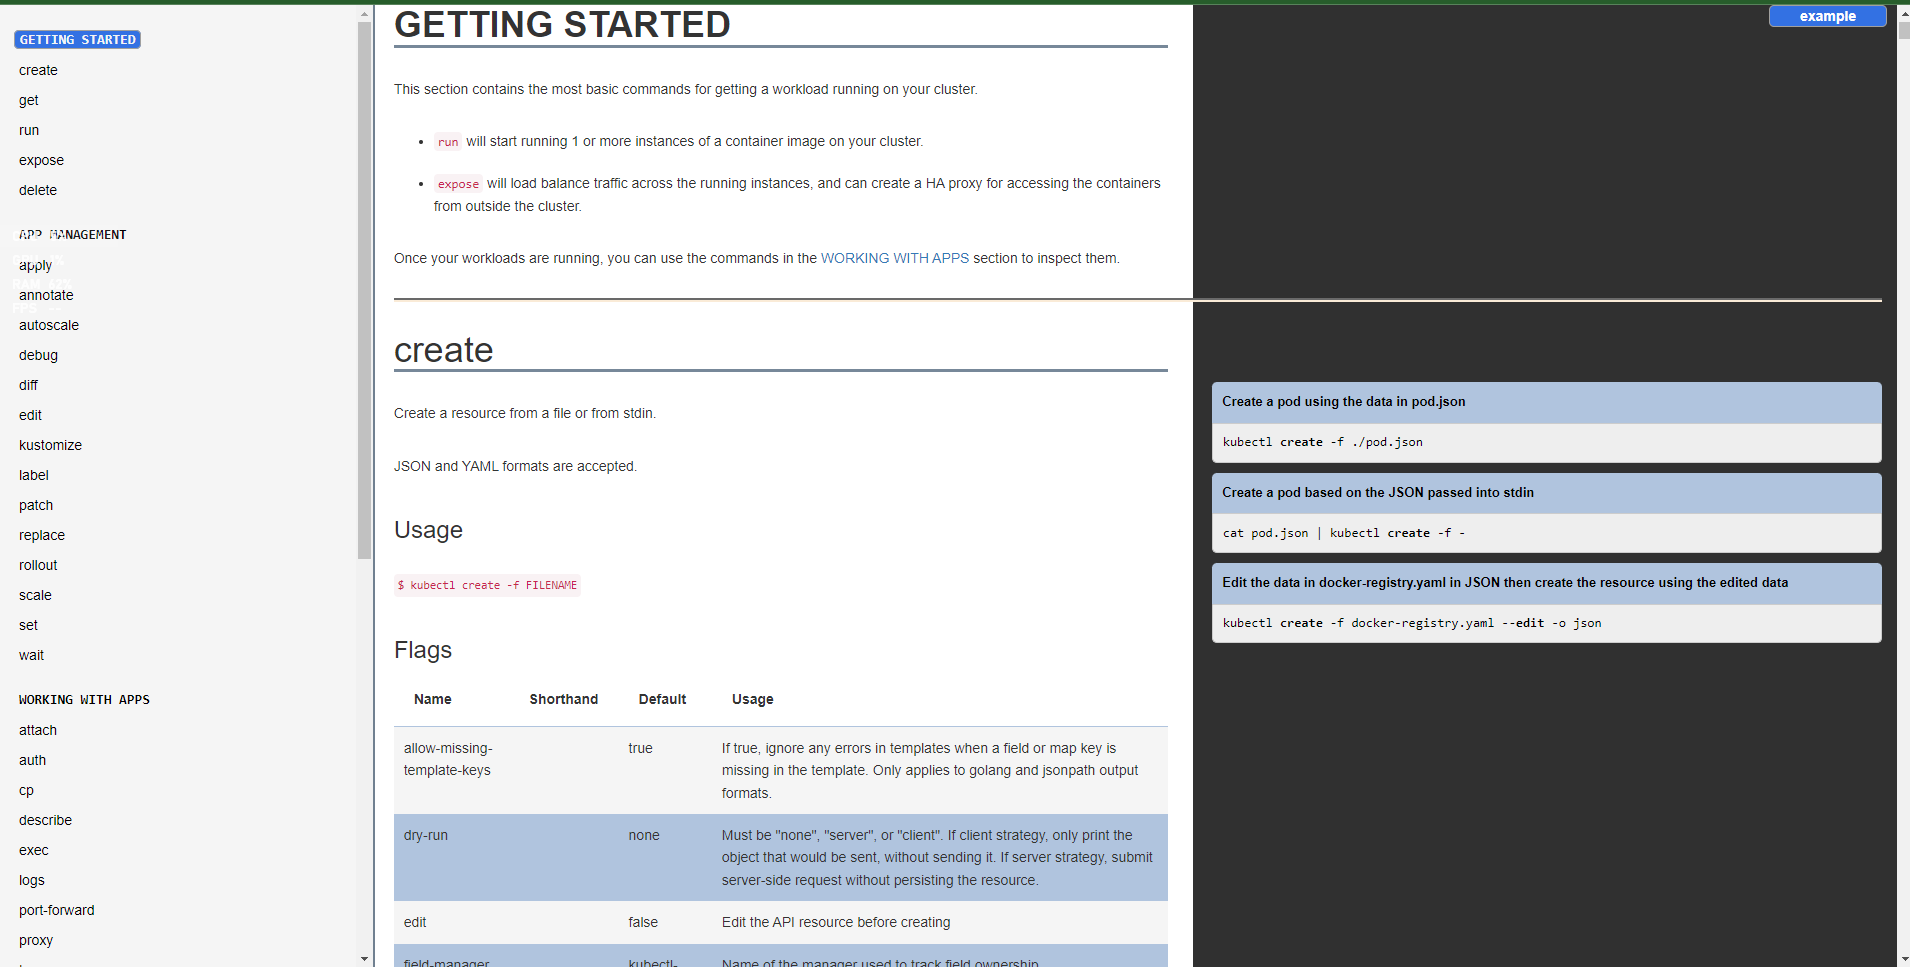 GETTING STARTED
create
get
run
expose
delete
APP MANAGEMENT
apply
annotate
autoscale
debug
diff
edit
kustomize
label
patch
replace
rollout
scale
set
wait
WORKING WITH APPS
attach
auth
cp
describe
exec
logs
port-forward
proxy
GETTING STARTED
This section contains the most basic commands for getting a workload running on your cluster.
• run will start running 1 or more instances of a container image on your cluster.
• expose will load balance traffic across the running instances, and can create a HA proxy for accessing the containers
from outside the cluster.
Once your workloads are running, you can use the commands in the WORKING WITH APPS section to inspect them.
create
Create a resource from a file or from stdin.
JSON and YAML formats are accepted.
Usage
$ kubectl create -f FILENAME
Flags
Name Shorthand Default Usage
allow-missing- true If true, ignore any errors in templates when a field or map key is
template-keys missing in the template. Only applies to golang and jsonpath output
formats.
dry-run none Must be "none", "server", or "client". If client strategy, only print the
object that would be sent, without sending it. If server strategy, submit
server-side request without persisting the resource.
edit false Edit the API resource before creating
field-manager kubectl- Name of the manager used to track field ownership.
example
Create a pod using the data in pod.json
kubectl create -f ./pod.json
Create a pod based on the JSON passed into stdin
cat pod.json | kubectl create -f -
Edit the data in docker-registry.yaml in JSON then create the resource using the edited data
kubectl create -f docker-registry.yaml --edit -o json